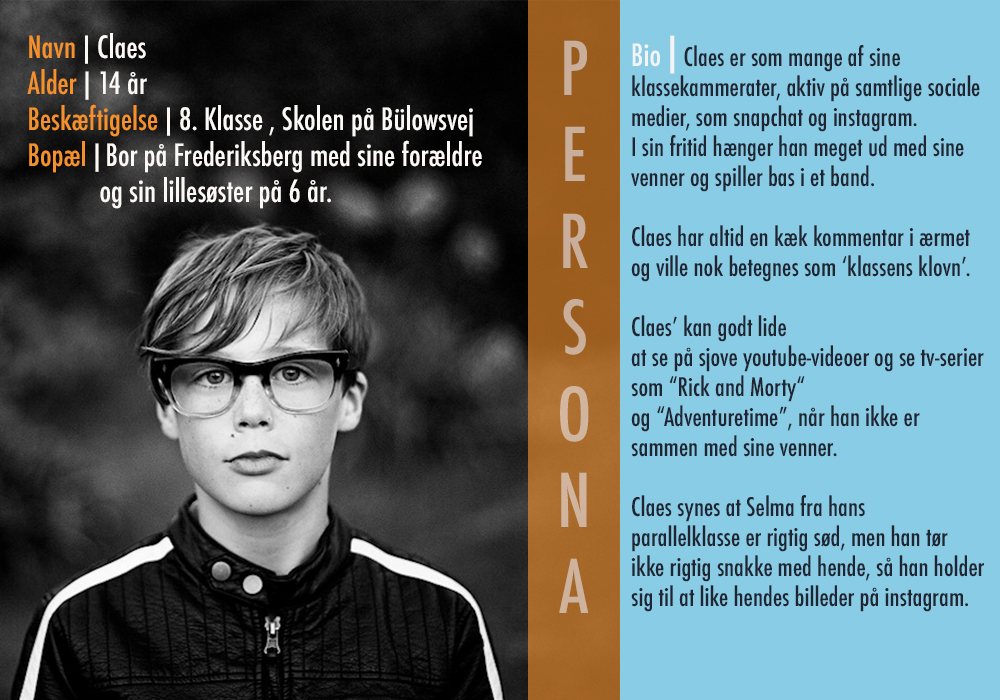 Navn | Claes
Alder | 14 år
Beskæftigelse | 8. Klasse , Skolen på Bülowsvej
Bopæl | Bor på Frederiksberg med sine forældre
og sin lillesøster på 6 år.
PERSONA
Bio | Claes er som mange af sine
klassekammerater, aktiv på samtlige sociale
medier, som snapchat og instagram.
I sin fritid hænger han meget ud med sine
venner og spiller bas i et band.
Claes har altid en kæk kommentar i ærmet
og ville nok betegnes som ‘klassens klovn’.
Claes’ kan godt lide
at se på sjove youtube-videoer og se tv-serier
som “Rick and Morty“
og “Adventuretime”, når han ikke er
sammen med sine venner.
Claes synes at Selma fra hans
parallelklasse er rigtig sød, men han tør
ikke rigtig snakke med hende, så han holder
sig til at like hendes billeder på instagram.